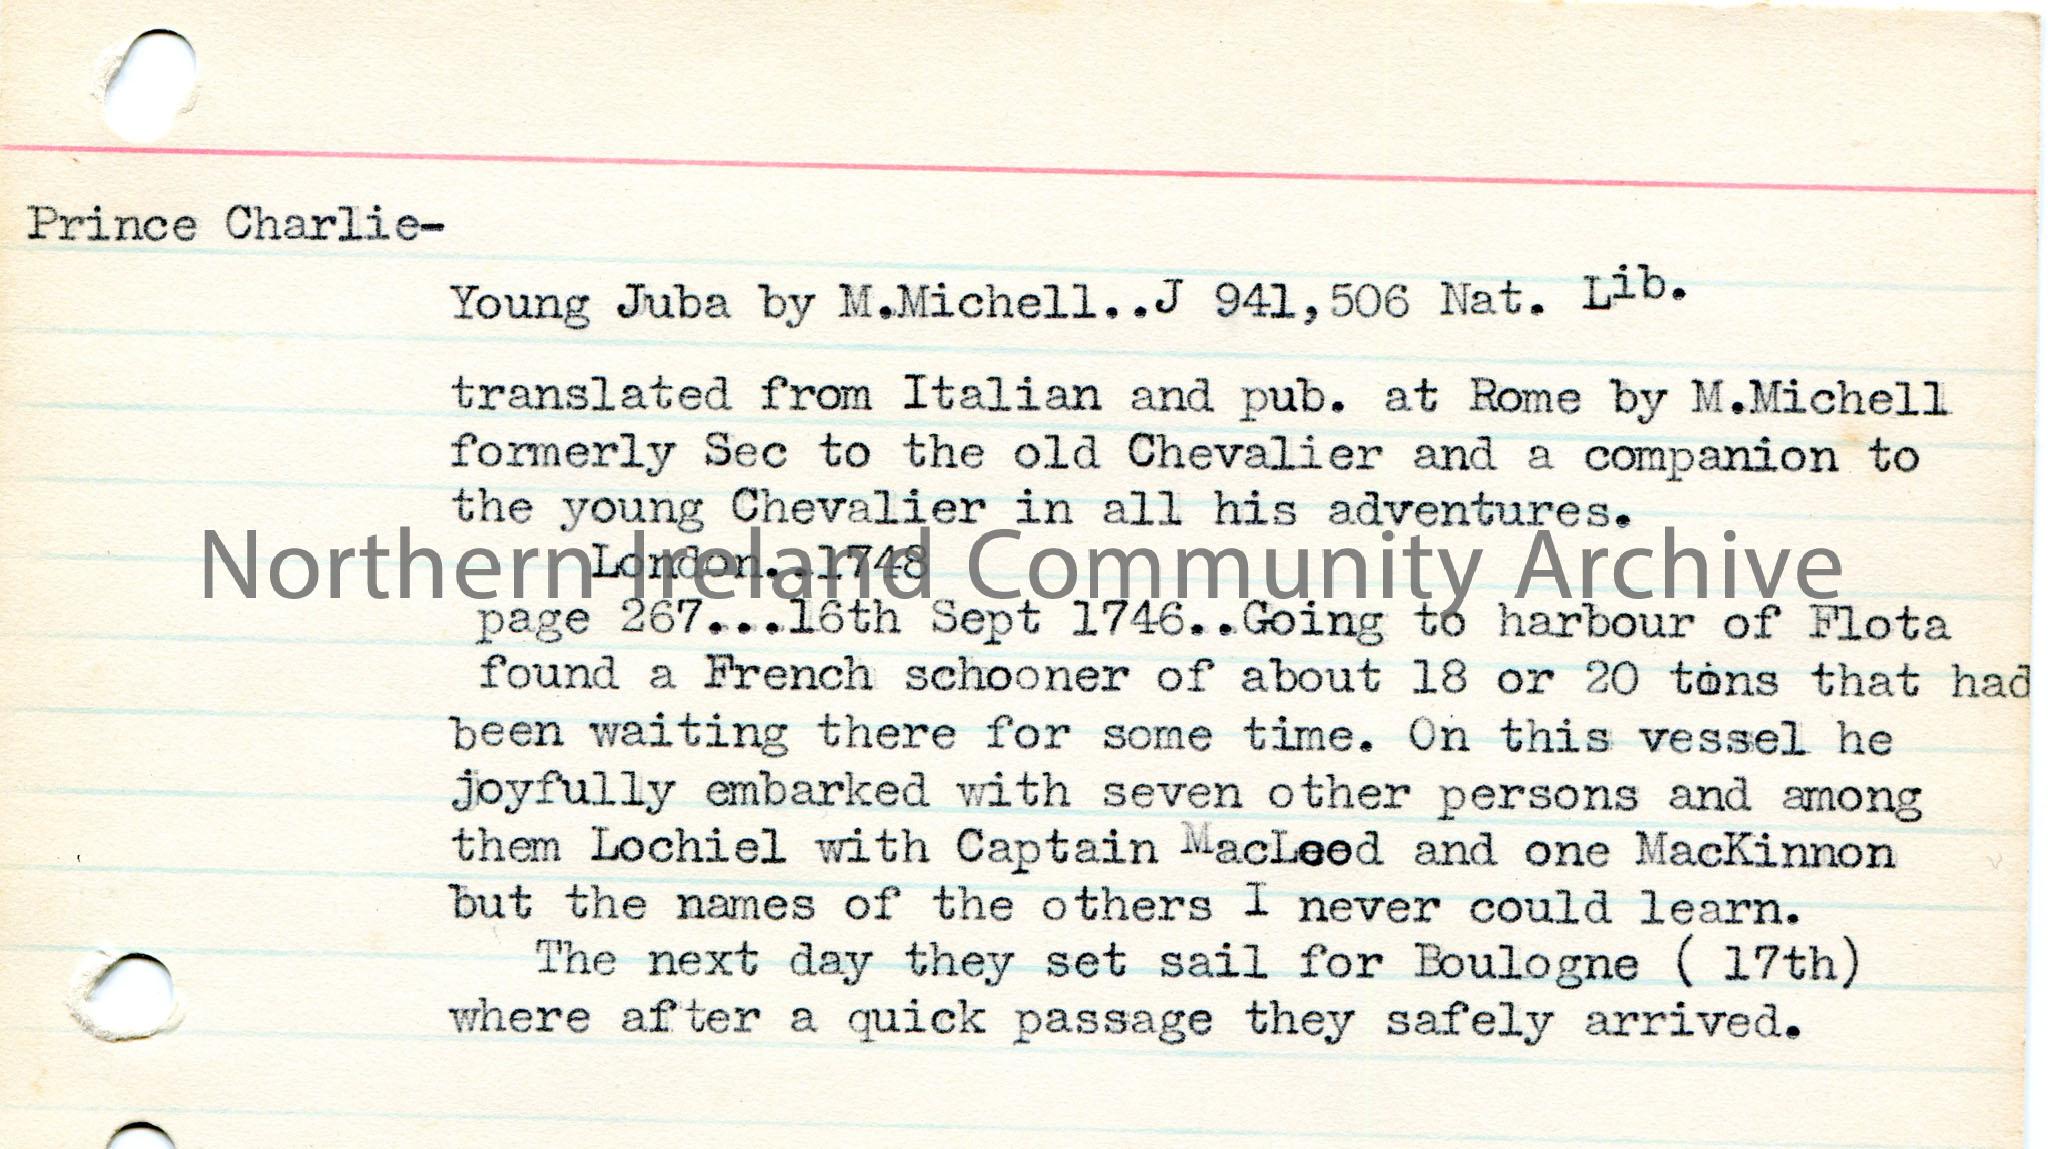 Prince Charlie-
Young Juba by M.Michell..J 941,506 Nat. Lib.
translated from Italian and pub. at Rome by M.Michell
formerly Sec to the old Chevalier and a companion to
the young Chevalier in all his adventures.
Northern Ireland Community Archive
London..1748
page 267...16th Sept 1746..Going to harbour of Flota
found a French schooner of about 18 or 20 tons that had
been waiting there for some time. On this vessel he
joyfully embarked with seven other persons and among
them Lochiel with Captain MacLeod and one MacKinnon
but the names of the others I never could learn.
The next day they set sail for Boulogne ( 17th)
where after a quick passage they safely arrived.